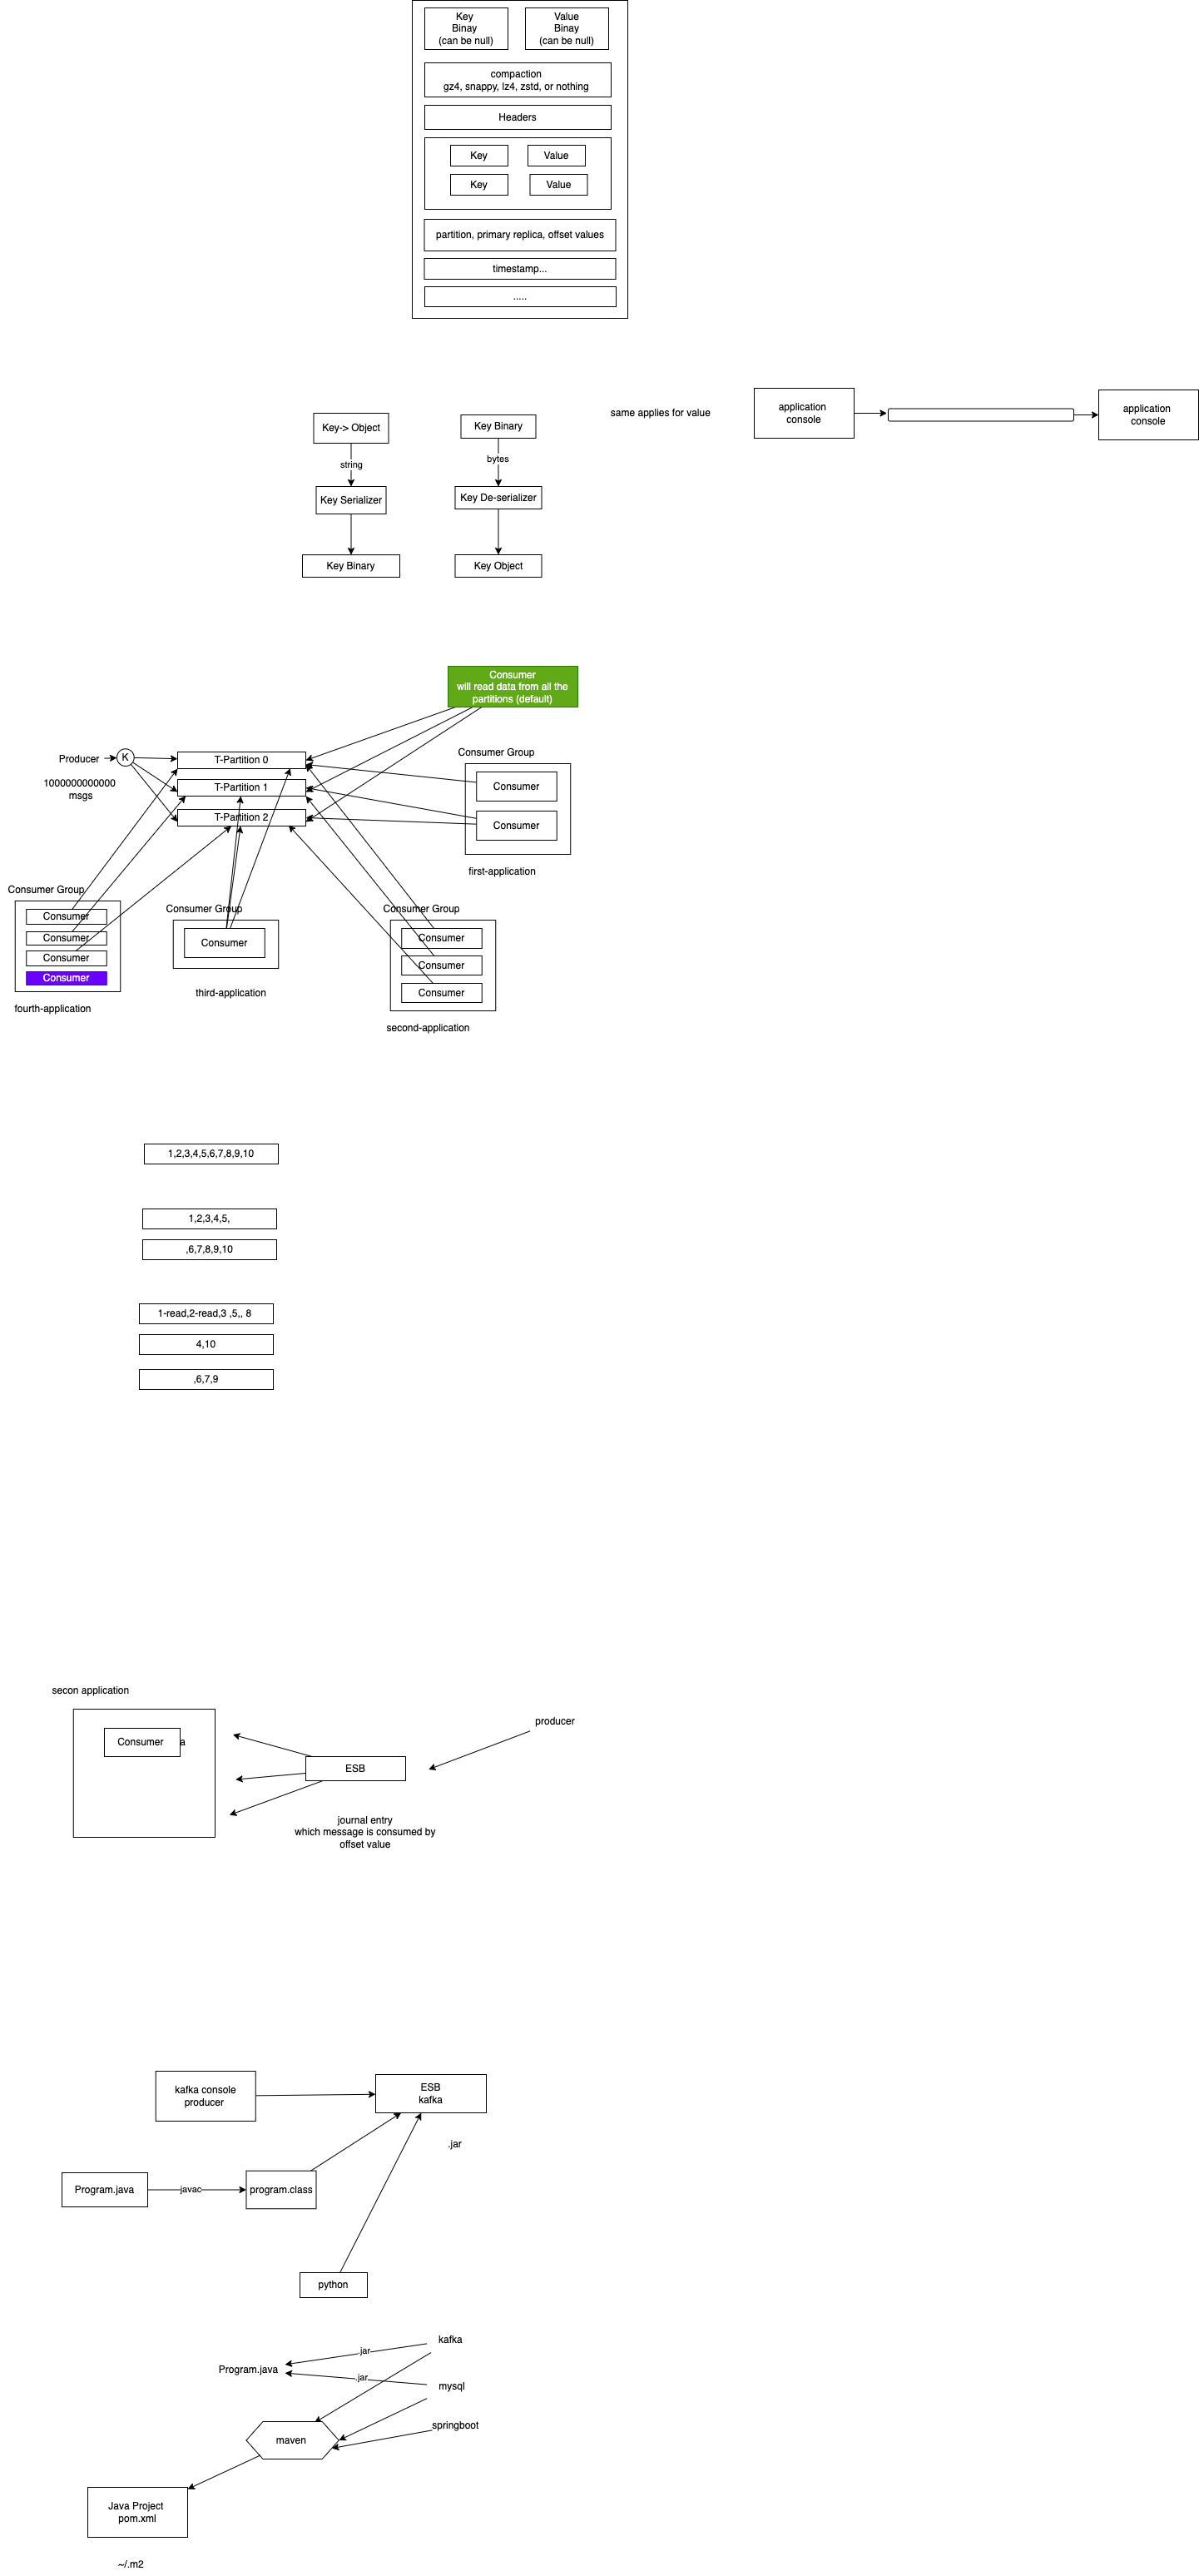 Key
Binay
(can be null)
Value
Binay
(can be null)
compaction
gz4, snappy, lz4, zstd, or nothing
Headers
Key
Value
Key
Value
partition, primary replica, offset values
timestamp...
.....
application
console
application
console
same applies for value
Key-> Object
Key Binary
string
bytes
Key Serializer
Key De-serializer
Key Binary
Key Object
Consumer
will read data from all the
partitions (default)
Producer
K
T-Partition 0
Consumer Group
1000000000000
msgs
T-Partition 1
Consumer
T-Partition 2
Consumer
first-application
Consumer Group
Consumer
Consumer
Consumer
Consumer
fourth-application
Consumer Group
Consumer
third-application
Consumer Group
Consumer
Consumer
Consumer
second-application
1,2,3,4,5,6,7,8,9,10
1,2,3,4,5,
,6,7,8,9,10
1-read,2-read,3 ,5,, 8
4,10
,6,7,9
secon application
Consumer
a
ESB
producer
journal entry
which message is consumed by
offset value
kafka console
producer
ESB
kafka
.jar
Program.java
javac
program.class
python
kafka
.jar
Program.java
.jar
mysql
springboot
maven
Java Project
pom.xml
~/.m2